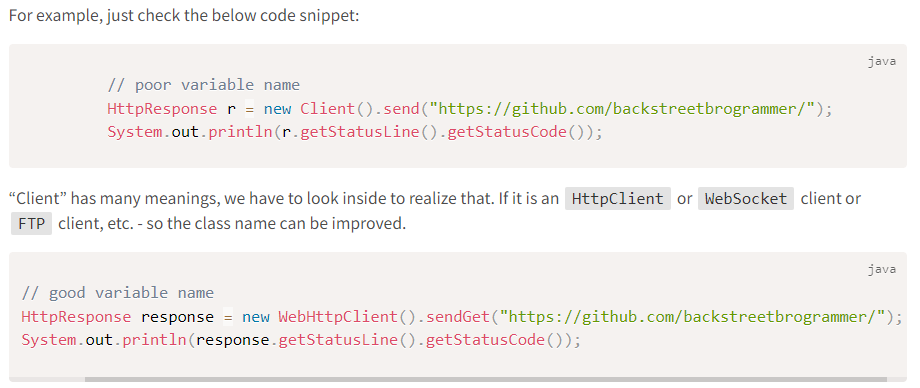 For example, just check the below code snippet:
java
// poor variable name
HttpResponse r = new Client().send("https://github.com/backstreetbrogrammer/");
System.out.println(r.getStatusLine().getStatusCode());
“Client” has many meanings, we have to look inside to realize that. If it is an HttpClient or WebSocket client or
FTP client, etc. - so the class name can be improved.
java
// good variable name
HttpResponse response = new WebHttpClient().sendGet("https://github.com/backstreetbrogrammer/");
System.out.println(response.getStatusLine().getStatusCode());